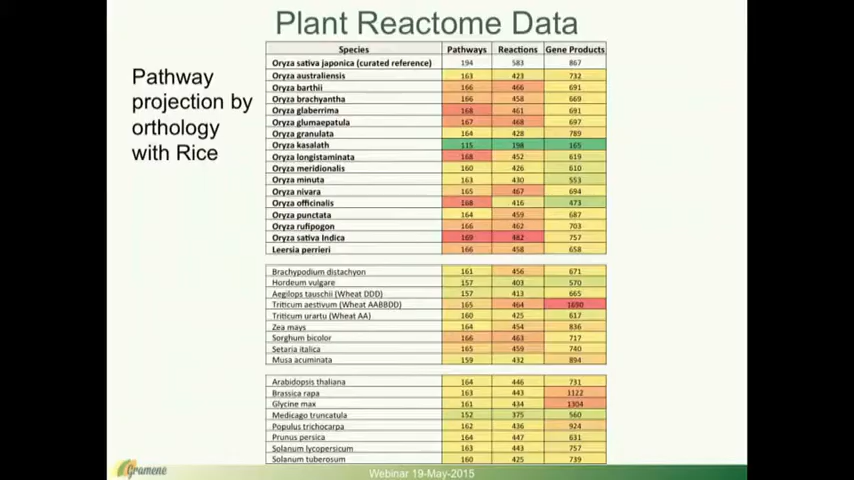 Plant Reactome Data
Pathway
projection by
orthology
with Rice
Species Pathways Reactions Gene Products
Oryza sativa japonica (curated reference) 194 583 867
Oryza australiensis 163 423 732
Oryza barthii 166 466 691
Oryza brachyantha 166 458 669
Oryza glaberrima 168 461 691
Oryza glumaepatula 167 468 697
Oryza granulata 164 428 789
Oryza kasalath 115 198 165
Oryza longistaminata 168 452 619
Oryza meridionalis 160 426 610
Oryza minuta 163 430 553
Oryza nivara 165 467 694
Oryza officinalis 168 416 473
Oryza punctata 164 459 687
Oryza rufipogon 166 462 703
Oryza sativa Indica 169 482 757
Leersia perrieri 166 458 658
Brachypodium distachyon 161 456 671
Hordeum vulgare 157 403 570
Aegilops tauschii (Wheat DDD) 157 413 665
Triticum aestivum (Wheat AABBDD) 165 464 1690
Triticum urartu (Wheat AA) 160 425 617
Zea mays 164 454 836
Sorghum bicolor 166 463 717
Setaria italica 165 459 740
Musa acuminata 159 432 894
Arabidopsis thaliana 164 446 731
Brassica rapa 163 443 1122
Glycine max 161 434 1304
Medicago truncatula 152 375 560
Populus trichocarpa 162 436 924
Prunus persica 164 447 631
Solanum lycopersicum 163 443 757
Solanum tuberosum 160 425 739
Gramene
Webinar 19-May-2015